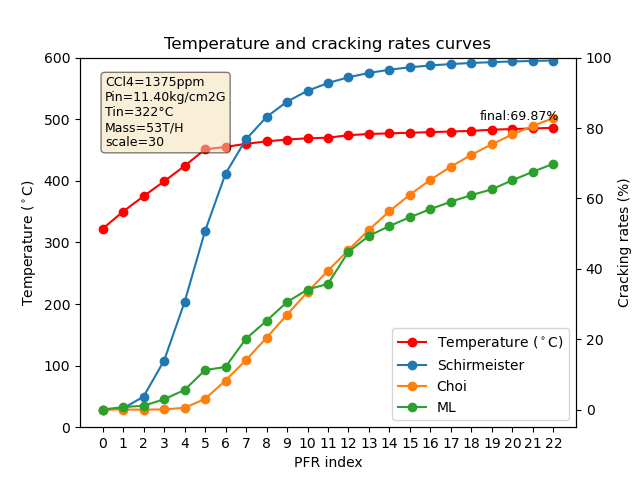 Temperature and cracking rates curves
CCl4=1375ppm
Pin=11.40kg/cm2G
Tin=322°C
Mass=53T/H
scale=30
final:69.87%
Temperature (°C)
Schirmeister
Choi
ML
600
500
400
300
200
100
0
Temperature (°C)
100
80
60
40
20
0
Cracking rates (%)
0 1 2 3 4 5 6 7 8 9 10 11 12 13 14 15 16 17 18 19 20 21 22
PFR index